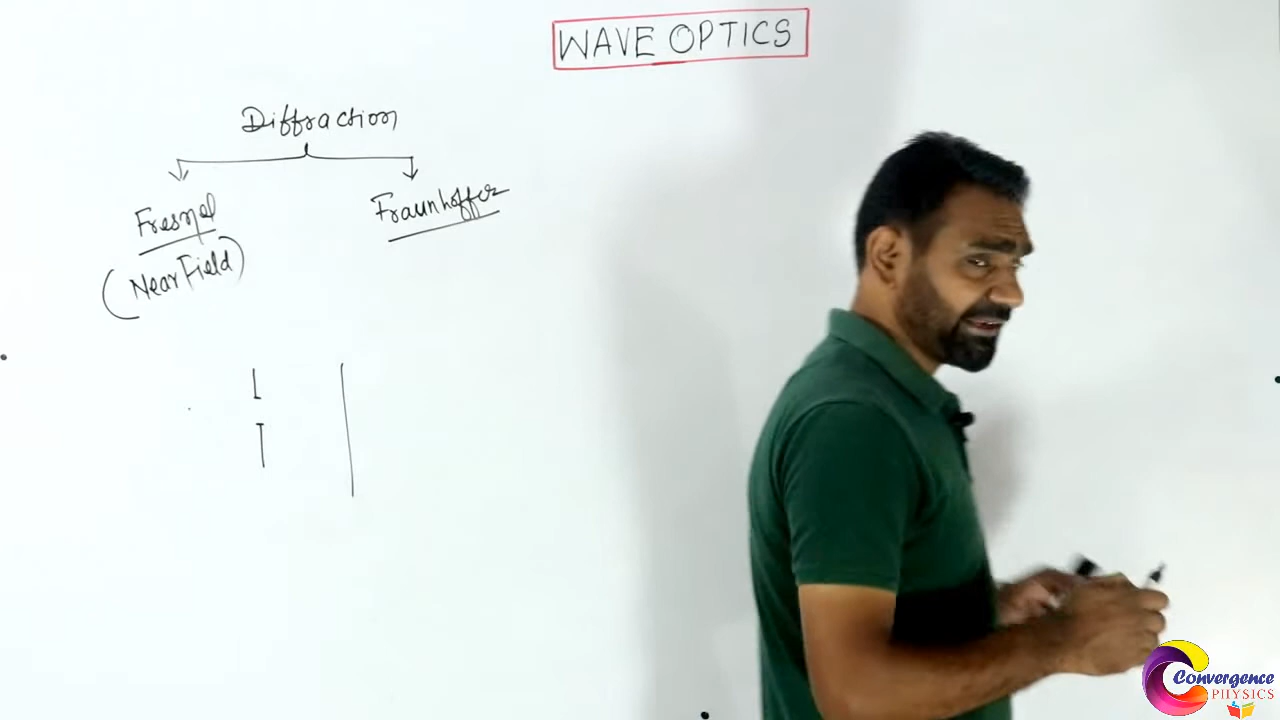 WAVE OPTICS
Diffraction
Fresnel
Fraunhoffer
(Near Field)
Convergence
PHYSICS